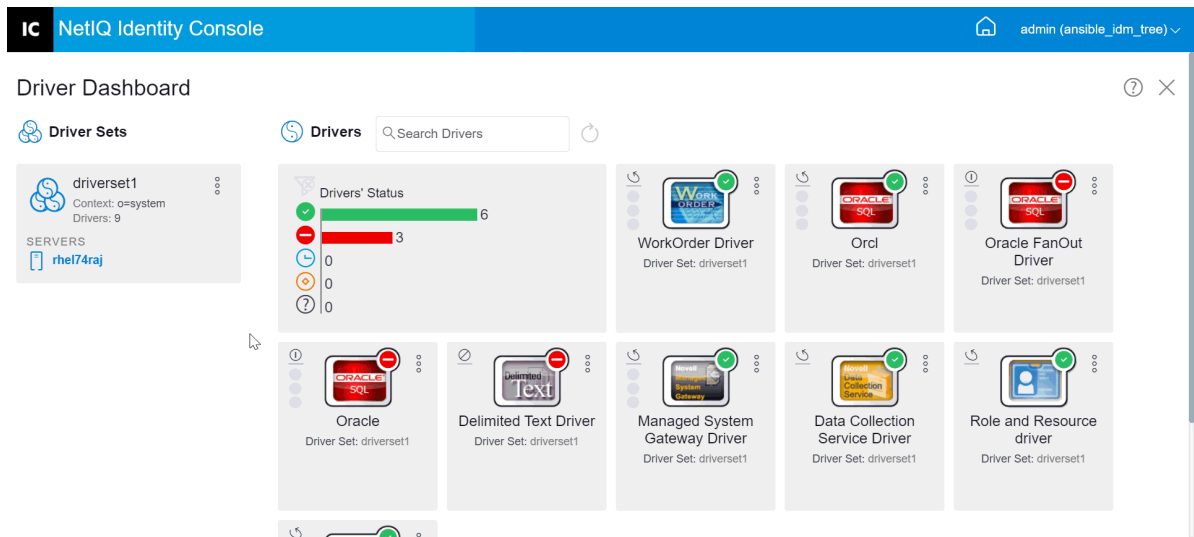 IC NetIQ Identity Console
admin (ansible_idm_tree)
Driver Dashboard
Driver Sets
Drivers
Search Drivers
driverset1
Context: o=system
Drivers: 9
SERVERS
rhel74raj
Drivers' Status
6
3
0
0
0
WORK ORDER
WorkOrder Driver
Driver Set: driverset1
ORACLE
SQL
Orcl
Driver Set: driverset1
ORACLE
SQL
Oracle FanOut
Driver
Driver Set: driverset1
ORACLE
SQL
Oracle
Driver Set: driverset1
Delimited
Text
Delimited Text Driver
Driver Set: driverset1
Novell
Managed
System
Gateway
Managed System
Gateway Driver
Driver Set: driverset1
Novell
Data
Collection
Service
Data Collection
Service Driver
Driver Set: driverset1
Role and Resource
driver
Driver Set: driverset1